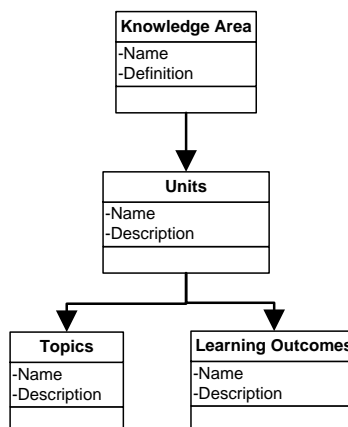 Knowledge Area
-Name
-Definition
Units
-Name
-Description
Topics
-Name
-Description
Learning Outcomes
-Name
-Description